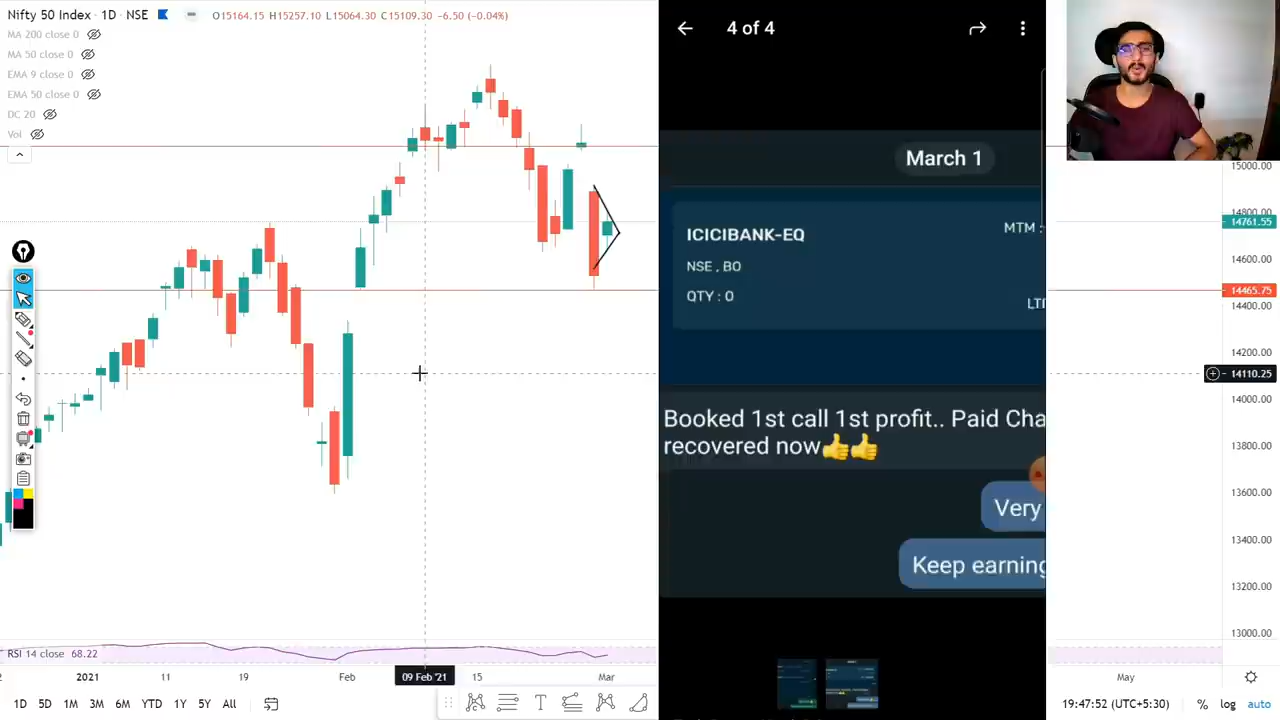 Nifty 50 Index • 1D • NSE O15164.15 H15257.10 L15064.30 C15109.30 -6.50 (-0.04%)
MA 200 close 0
MA 50 close 0
EMA 9 close 0
EMA 50 close 0
DC 20
Vol
4 of 4
March 1
ICICIBANK-EQ
MTM :
NSE , BO
QTY : 0
Booked 1st call 1st profit.. Paid Cha
recovered now👍👍
Very
Keep earning
15000.00
14800.00
14761.55
14600.00
14465.75
14400.00
14200.00
14110.25
14000.00
13800.00
13600.00
13400.00
13200.00
13000.00
RSI 14 close 68.22
2021 11 19 Feb 09 Feb '21 15 Mar May
1D 5D 1M 3M 6M YTD 1Y 5Y All
19:47:52 (UTC+5:30) % log auto